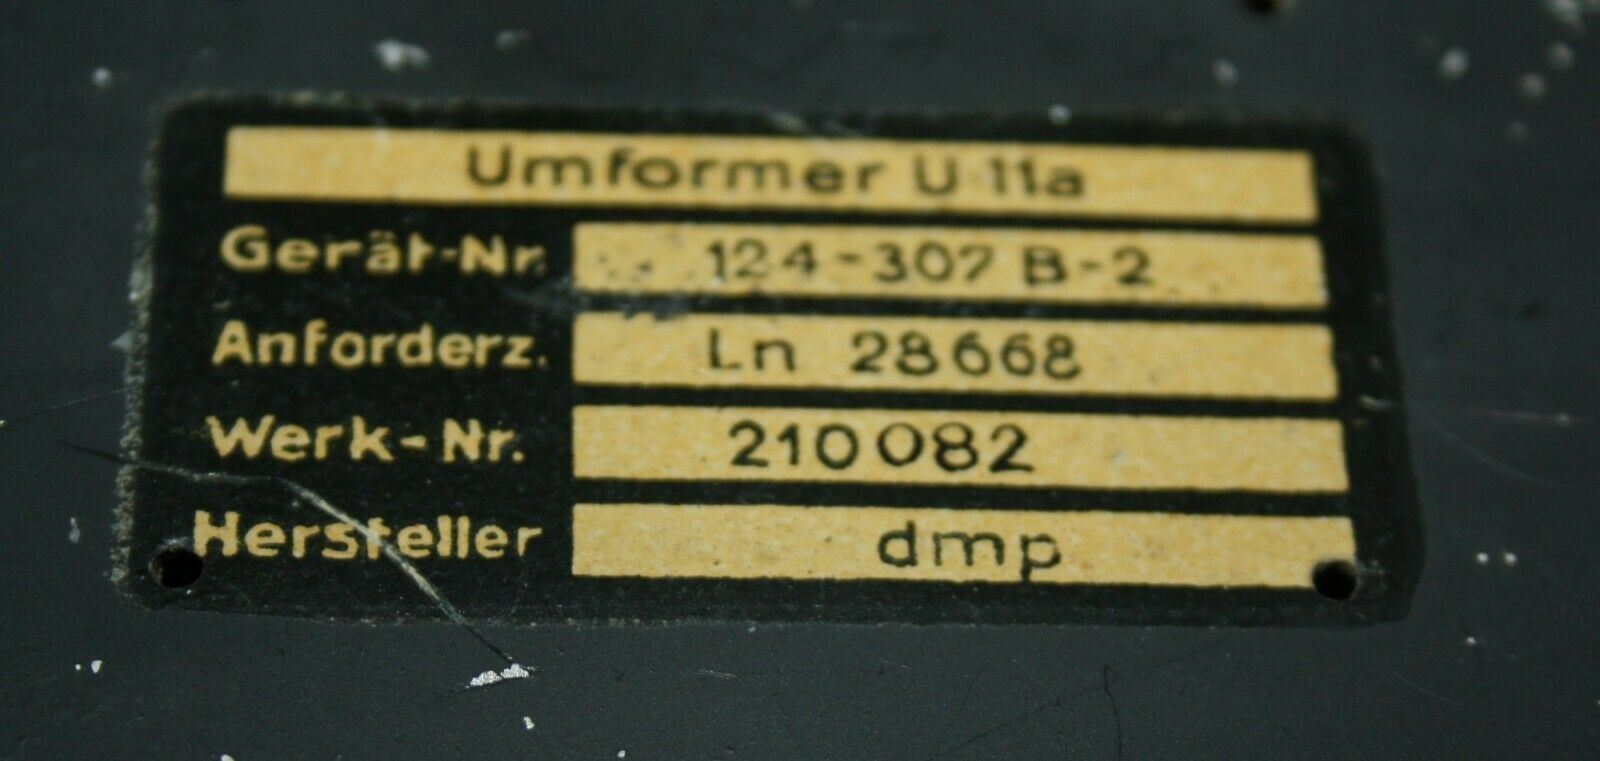 Umformer U 11a
Gerät-Nr. 124-307 B-2
Anforderz. Ln 28668
Werk-Nr. 210082
Hersteller dmp